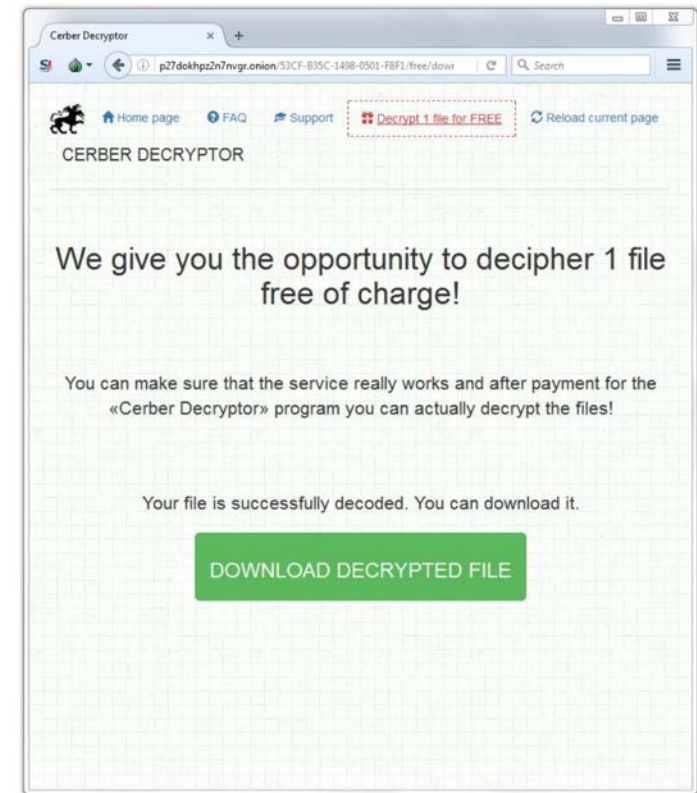 Cerber Decryptor
p27dokhpz2n7nvgr.onion/53CF-B35C-1498-0501-F8F1/free/dowr
Search
Home page FAQ Support Decrypt 1 file for FREE Reload current page
CERBER DECRYPTOR
We give you the opportunity to decipher 1 file
free of charge!
You can make sure that the service really works and after payment for the
«Cerber Decryptor» program you can actually decrypt the files!
Your file is successfully decoded. You can download it.
DOWNLOAD DECRYPTED FILE